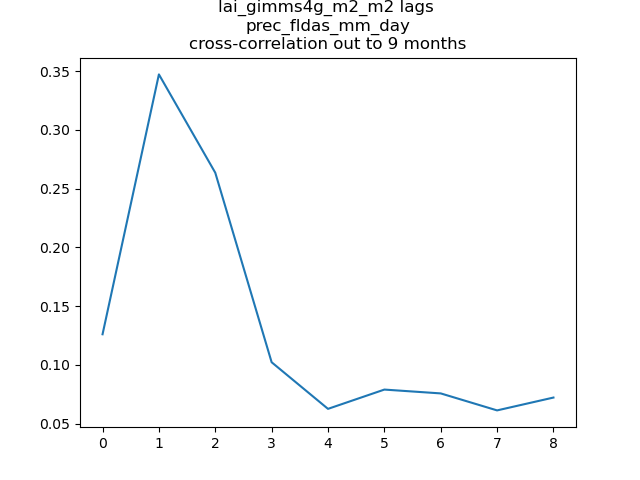 lai_gimms4g_m2_m2 lags
prec_fldas_mm_day
cross-correlation out to 9 months
0.35
0.30
0.25
0.20
0.15
0.10
0.05
0 1 2 3 4 5 6 7 8